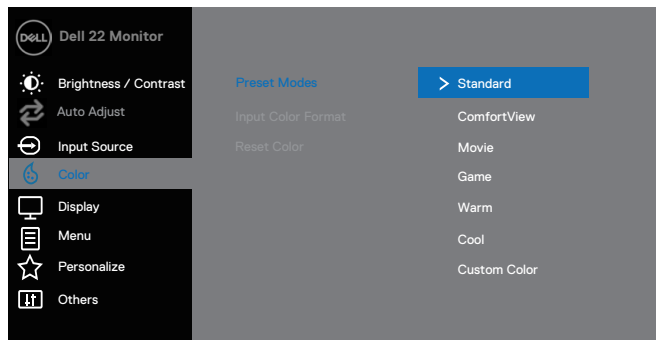 DELL Dell 22 Monitor
Brightness / Contrast Preset Modes > Standard
Auto Adjust Input Color Format ComfortView
Input Source Reset Color Movie
Color Game
Display Warm
Menu Cool
Personalize Custom Color
Others